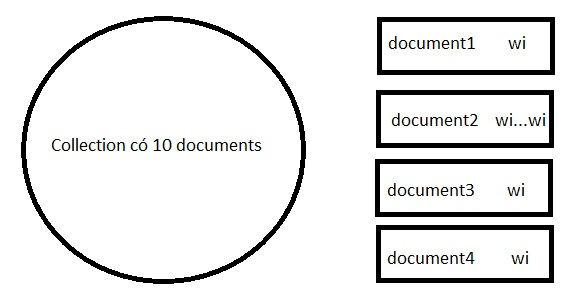 Collection có 10 documents
document1 wi
document2 wi...wi
document3 wi
document4 wi